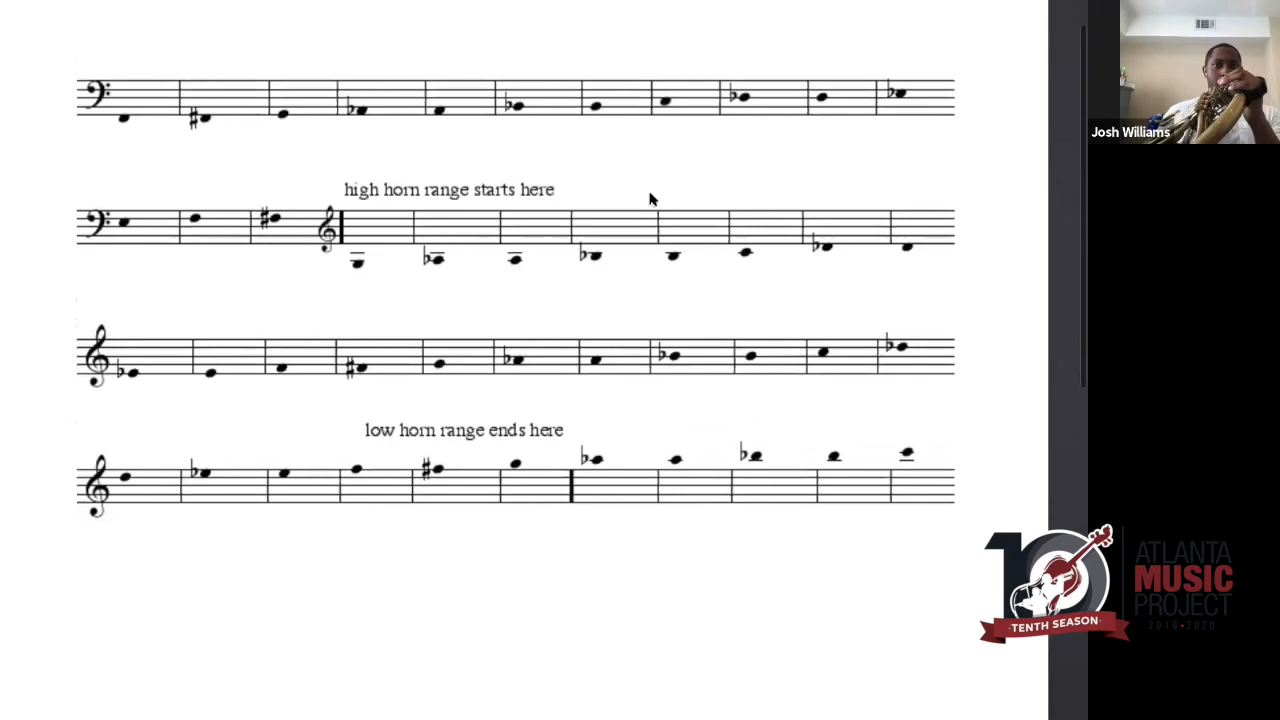 high horn range starts here
low horn range ends here
Josh Williams
10
TENTH SEASON
ATLANTA
MUSIC
PROJECT
2010•2020